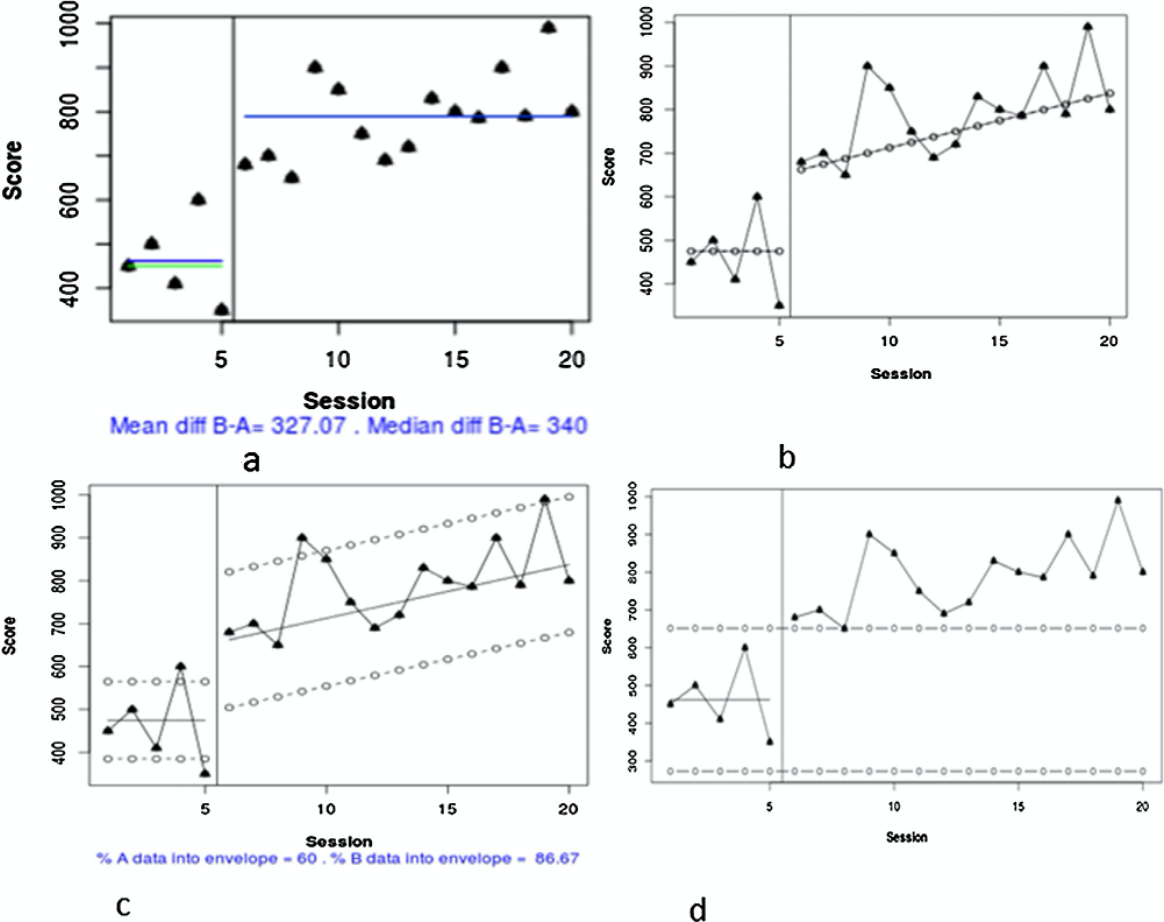 Score
400 600 800 1000
5 10 15 20
Session
Mean diff B-A= 327.07 . Median diff B-A= 340
a
Score
400 500 600 700 800 900 1000
5 10 15 20
Session
b
Score
400 500 600 700 800 900 1000
5 10 15 20
Session
% A data into envelope = 60 . % B data into envelope = 86.67
c
Score
300 400 500 600 700 800 900 1000
5 10 15 20
Session
d